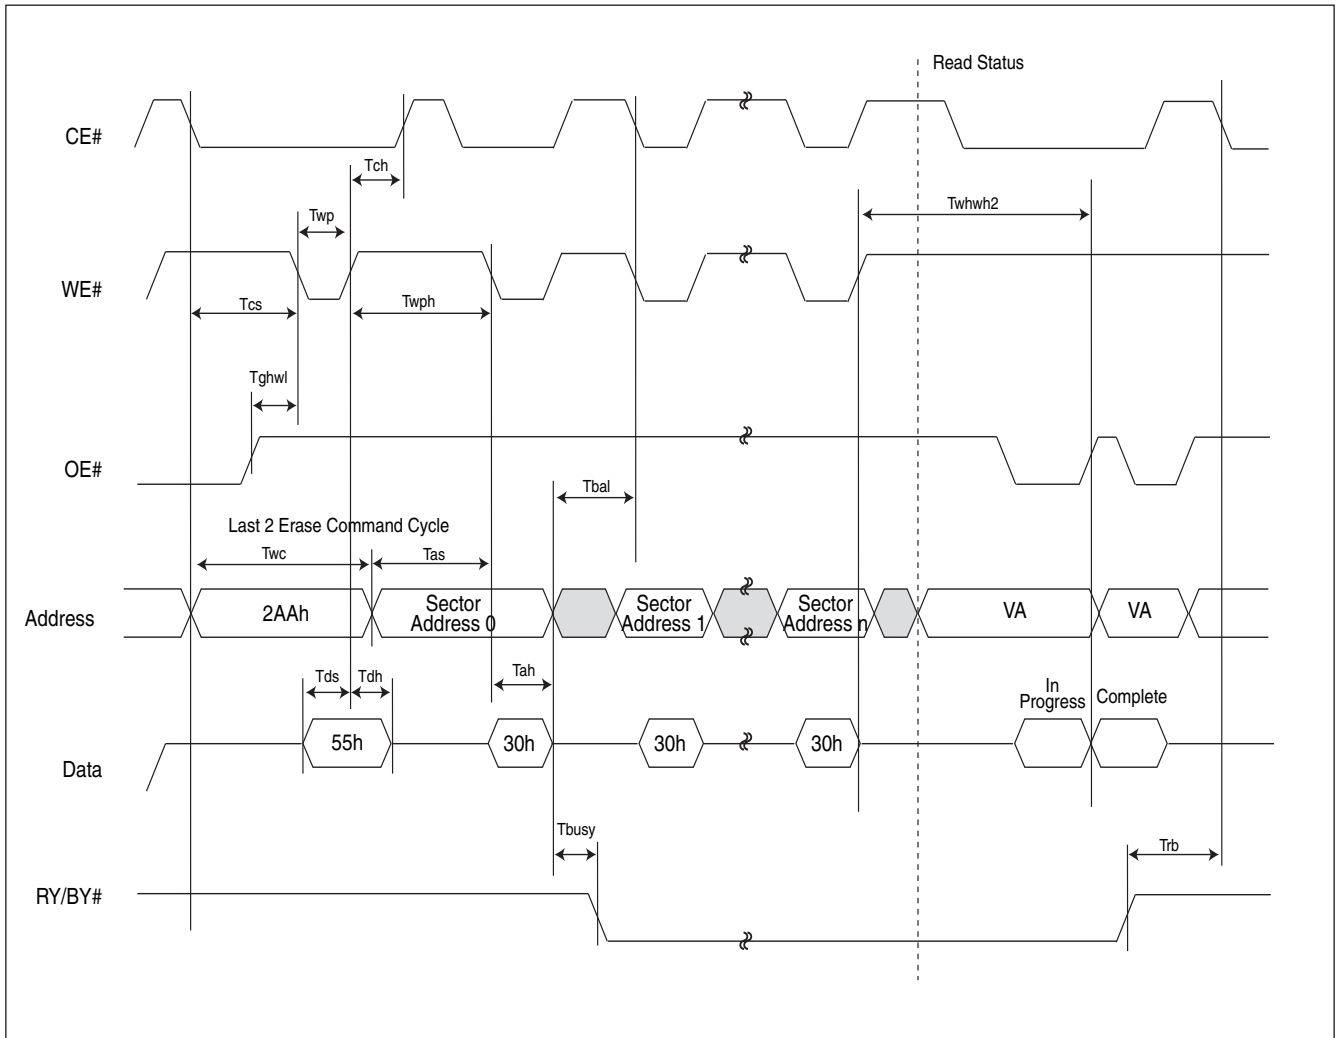 Read Status
CE#
Tch
Twhwh2
Twp
WE#
Tcs
Twph
Tghwl
OE#
Tbal
Last 2 Erase Command Cycle
Twc
Tas
Address
2AAh
Sector
Address 0
Sector
Address 1
Sector
Address n
VA
VA
Tds
Tdh
Tah
In
Progress
Complete
Data
55h
30h
30h
30h
Tbusy
Trb
RY/BY#